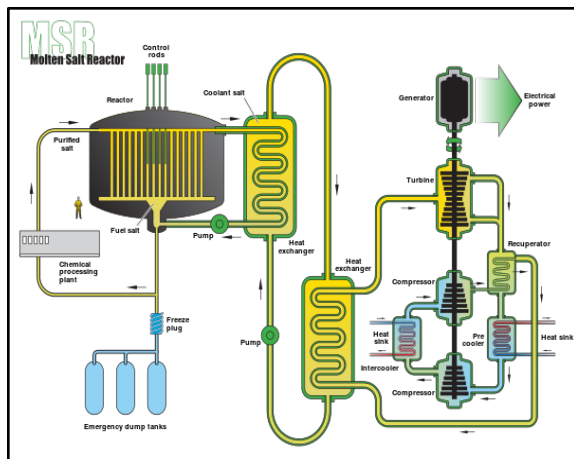 MSR
Molten Salt Reactor
Control
rods
Reactor
Coolant salt
Purified
salt
Fuel salt
Pump
Chemical
processing
plant
Freeze
plug
Emergency dump tanks
Heat
exchanger
Pump
Heat
exchanger
Generator
Electrical
power
Turbine
Recuperator
Compressor
Heat
sink
Intercooler
Pre
cooler
Heat sink
Compressor